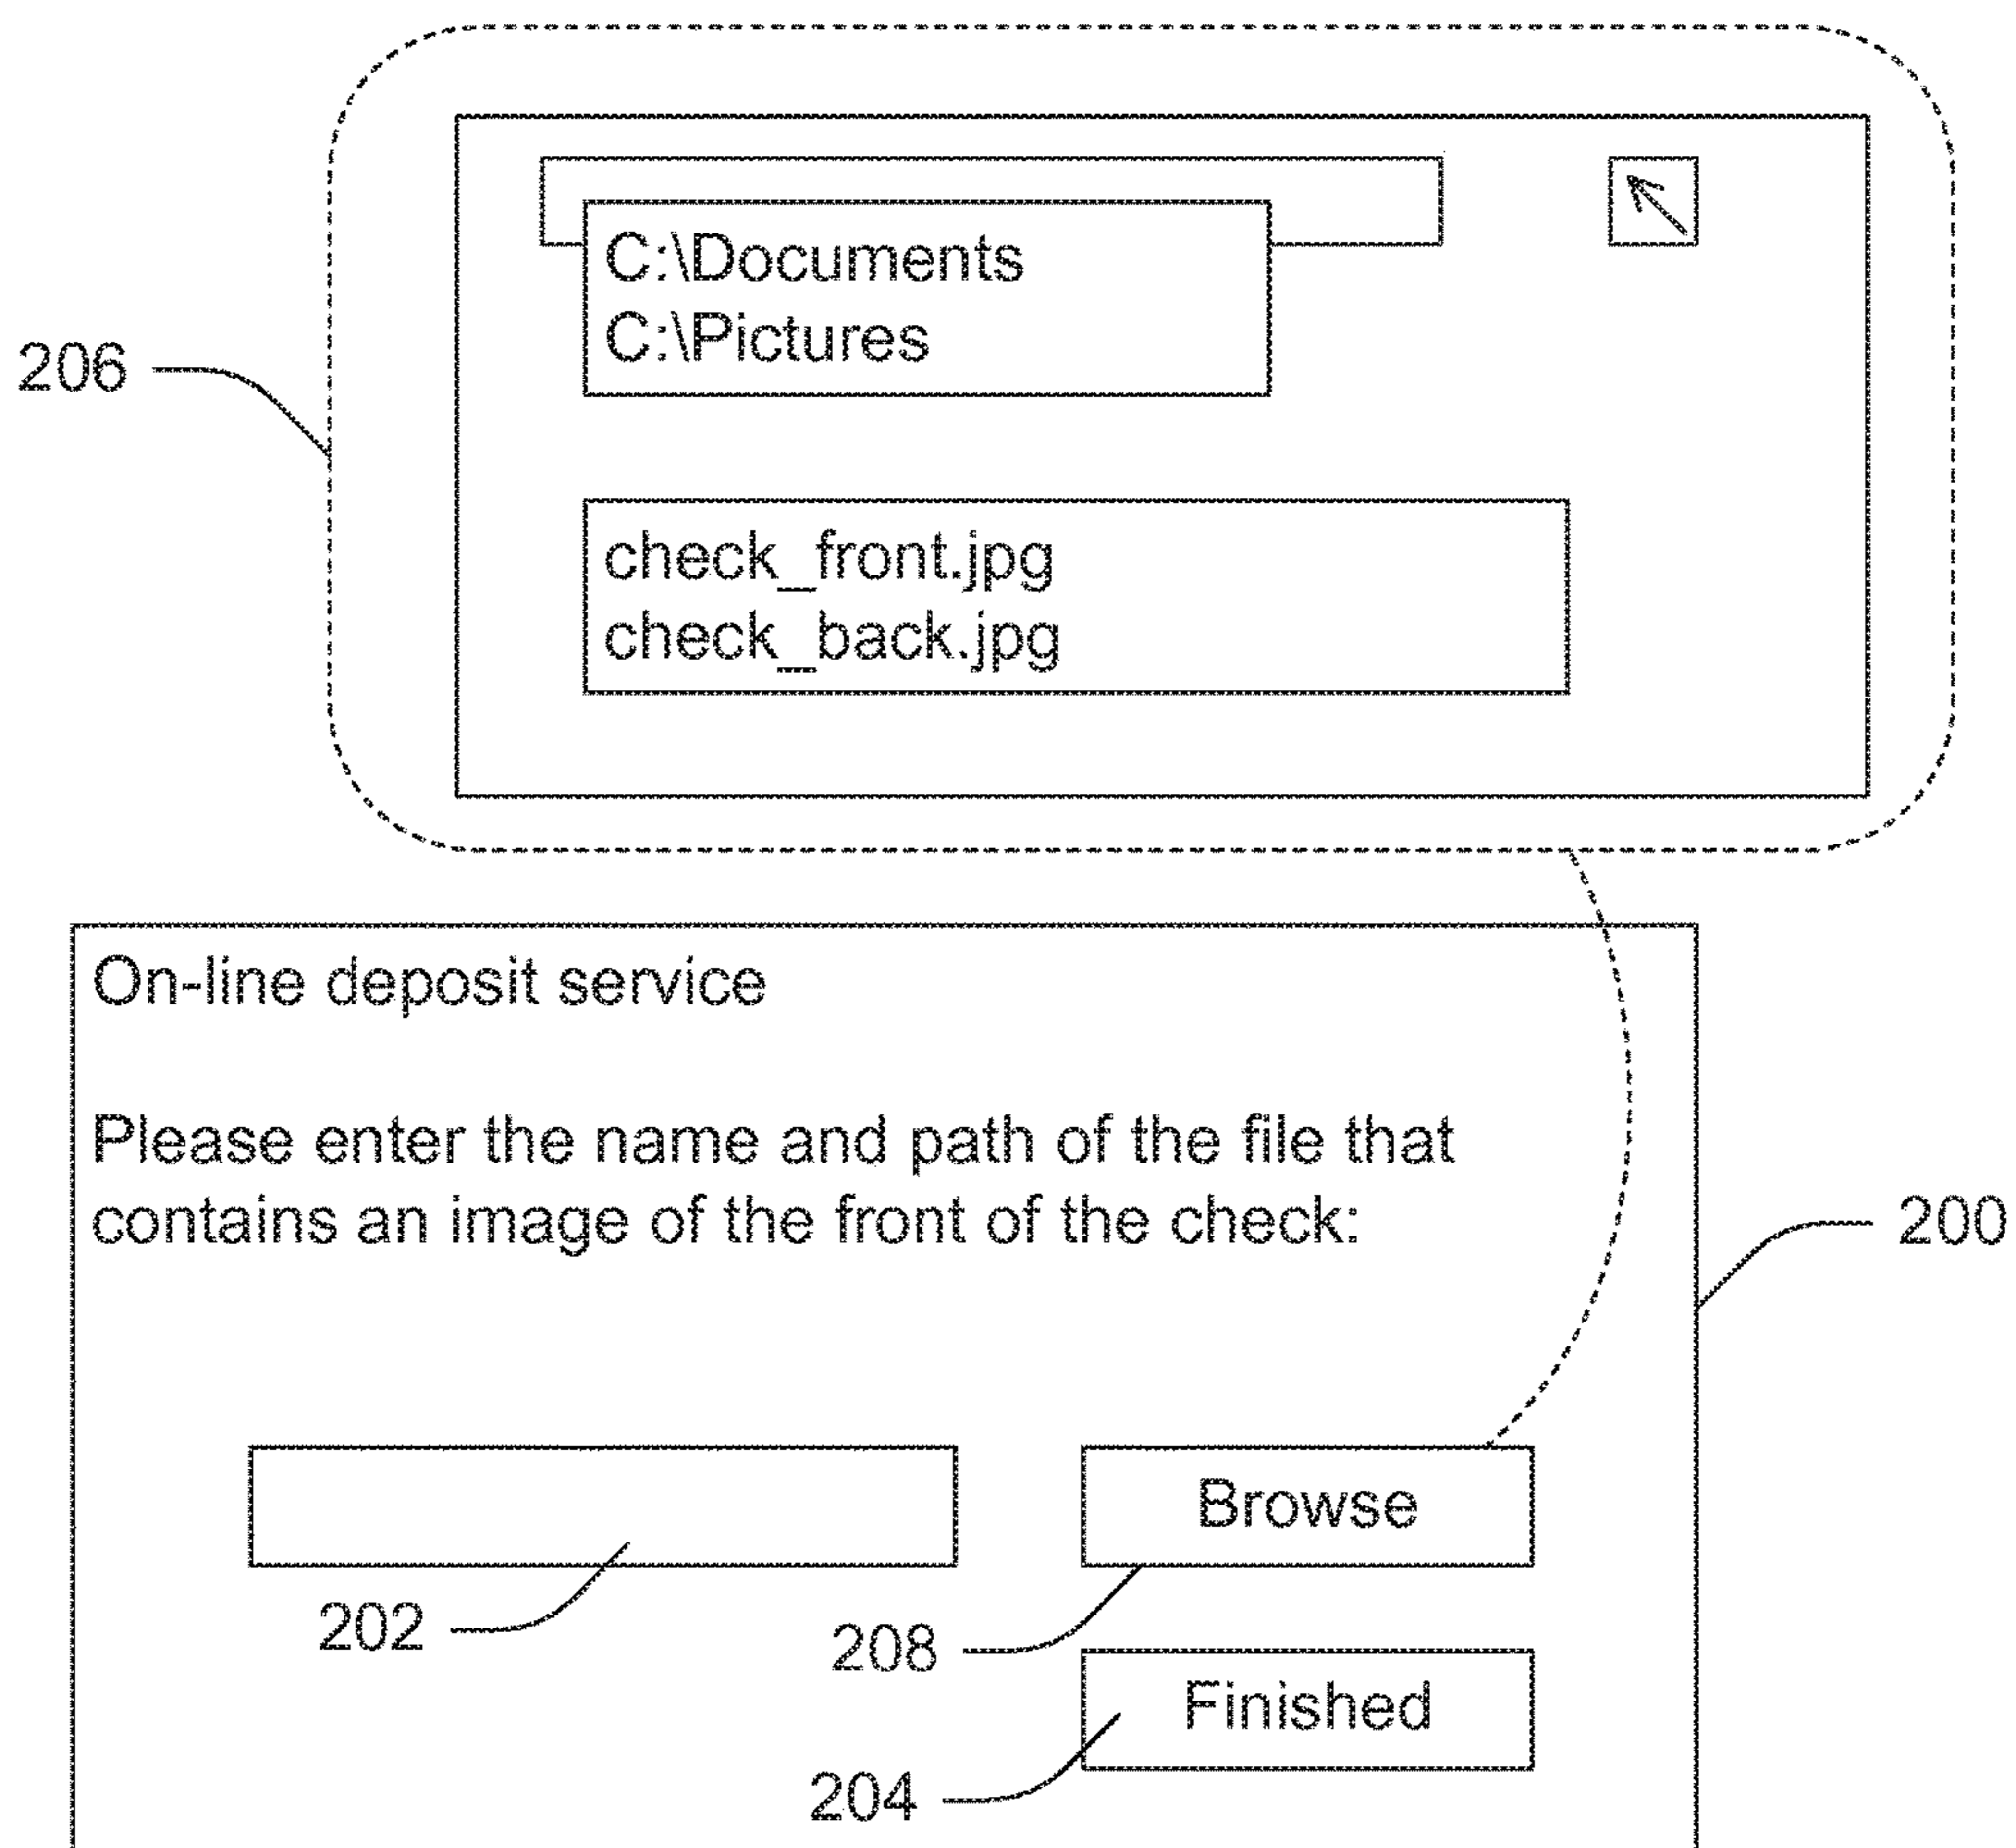 C:\Documents
C:\Pictures
206
check_front.jpg
check_back.jpg
On-line deposit service
Please enter the name and path of the file that
contains an image of the front of the check:
200
Browse
202
208
Finished
204